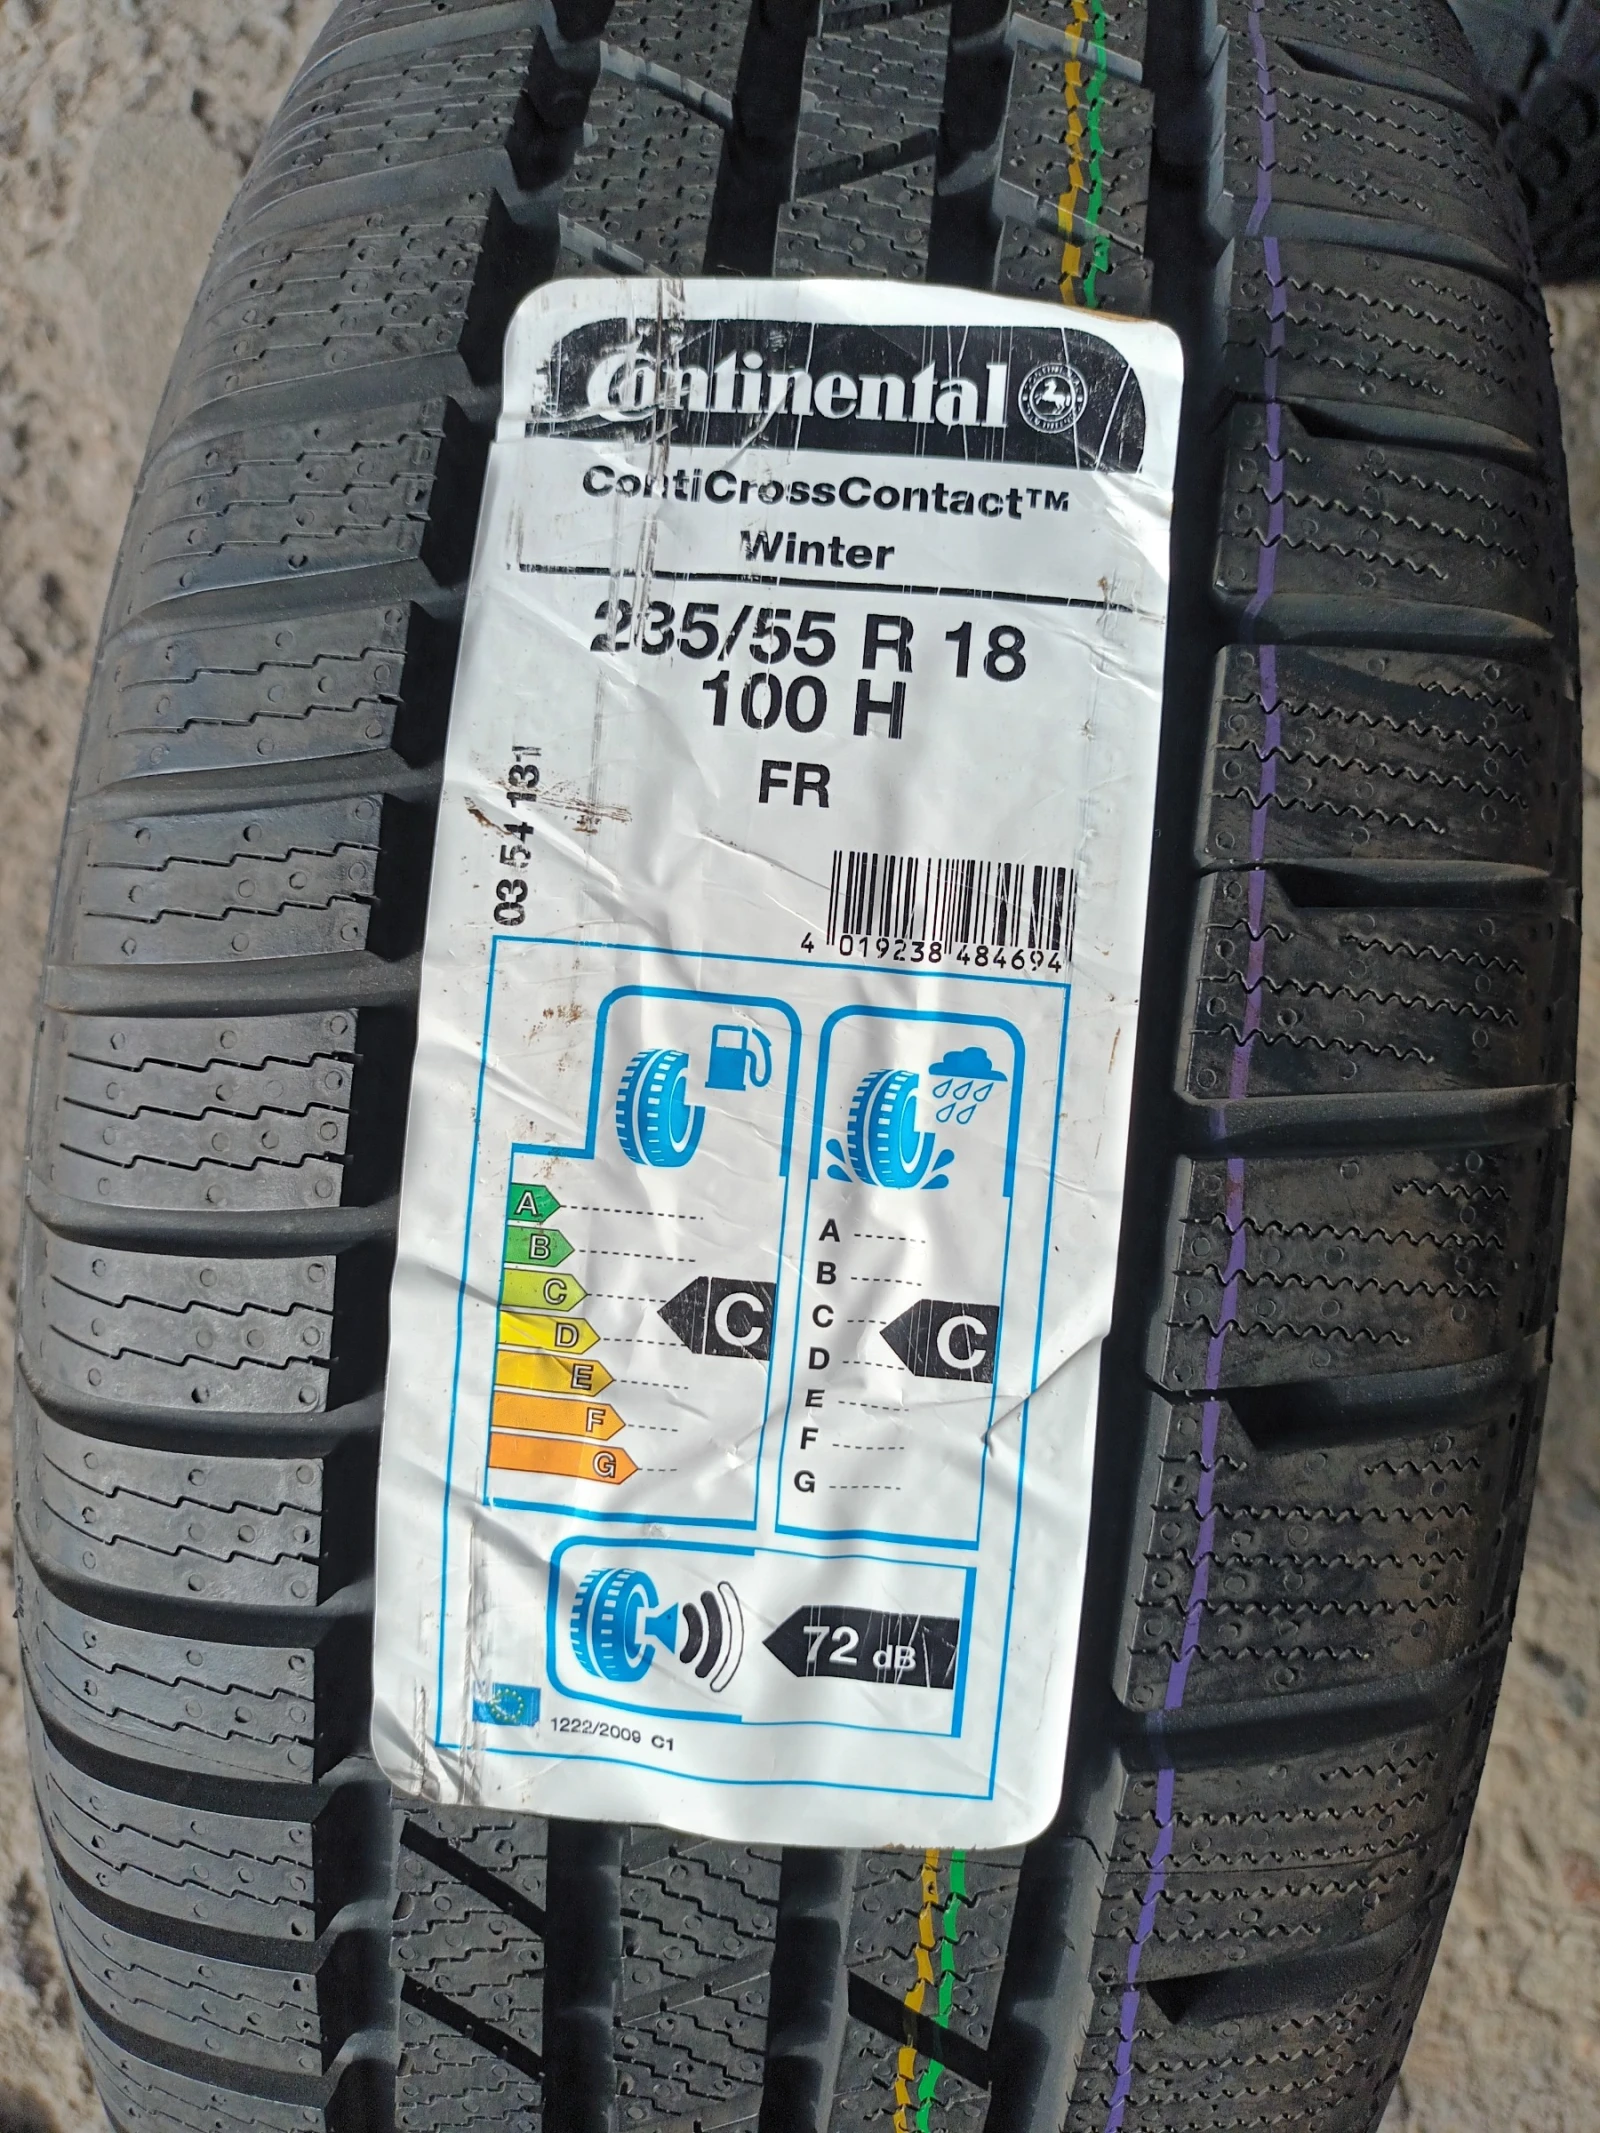 Continental
ContiCrossContact™
Winter
235/55 R 18
100 H
FR
03 54 131
4 019238 484694
A
B
C
D
E
F
G
C
A
B
C
D
E
F
G
C
72 dB
1222/2009 C1